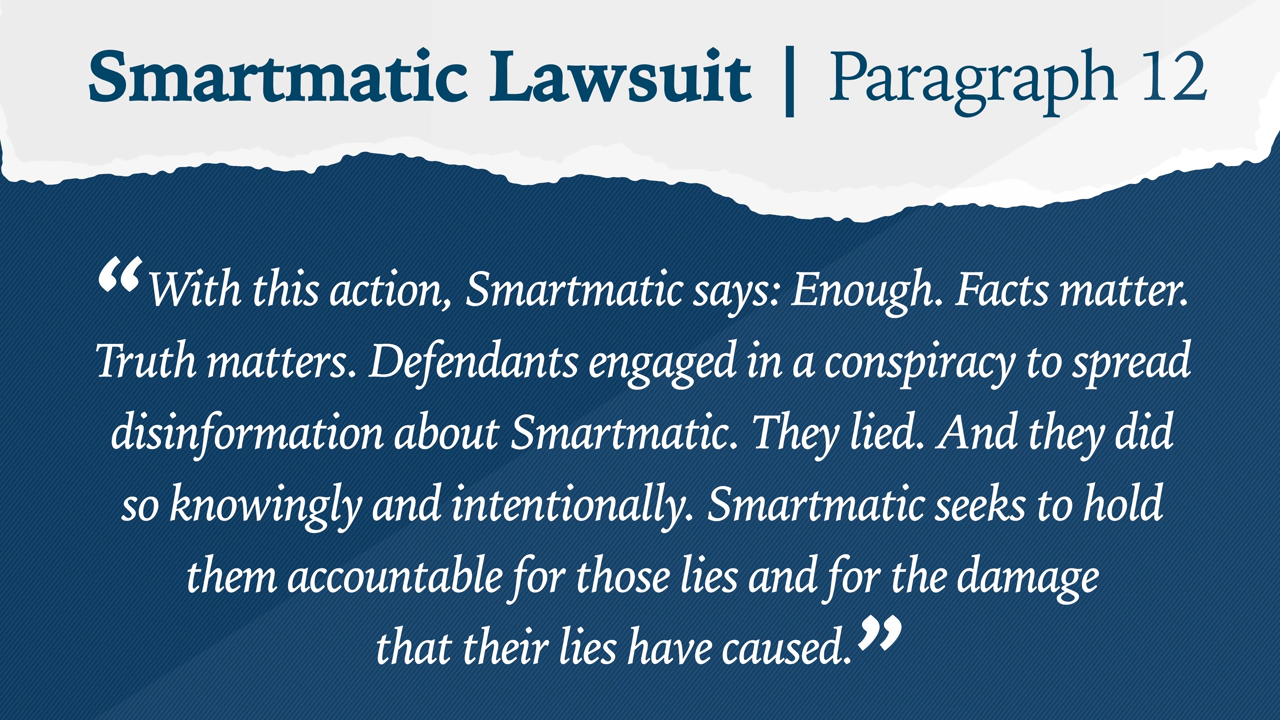 Smartmatic Lawsuit | Paragraph 12
“With this action, Smartmatic says: Enough. Facts matter.
Truth matters. Defendants engaged in a conspiracy to spread
disinformation about Smartmatic. They lied. And they did
so knowingly and intentionally. Smartmatic seeks to hold
them accountable for those lies and for the damage
that their lies have caused.”